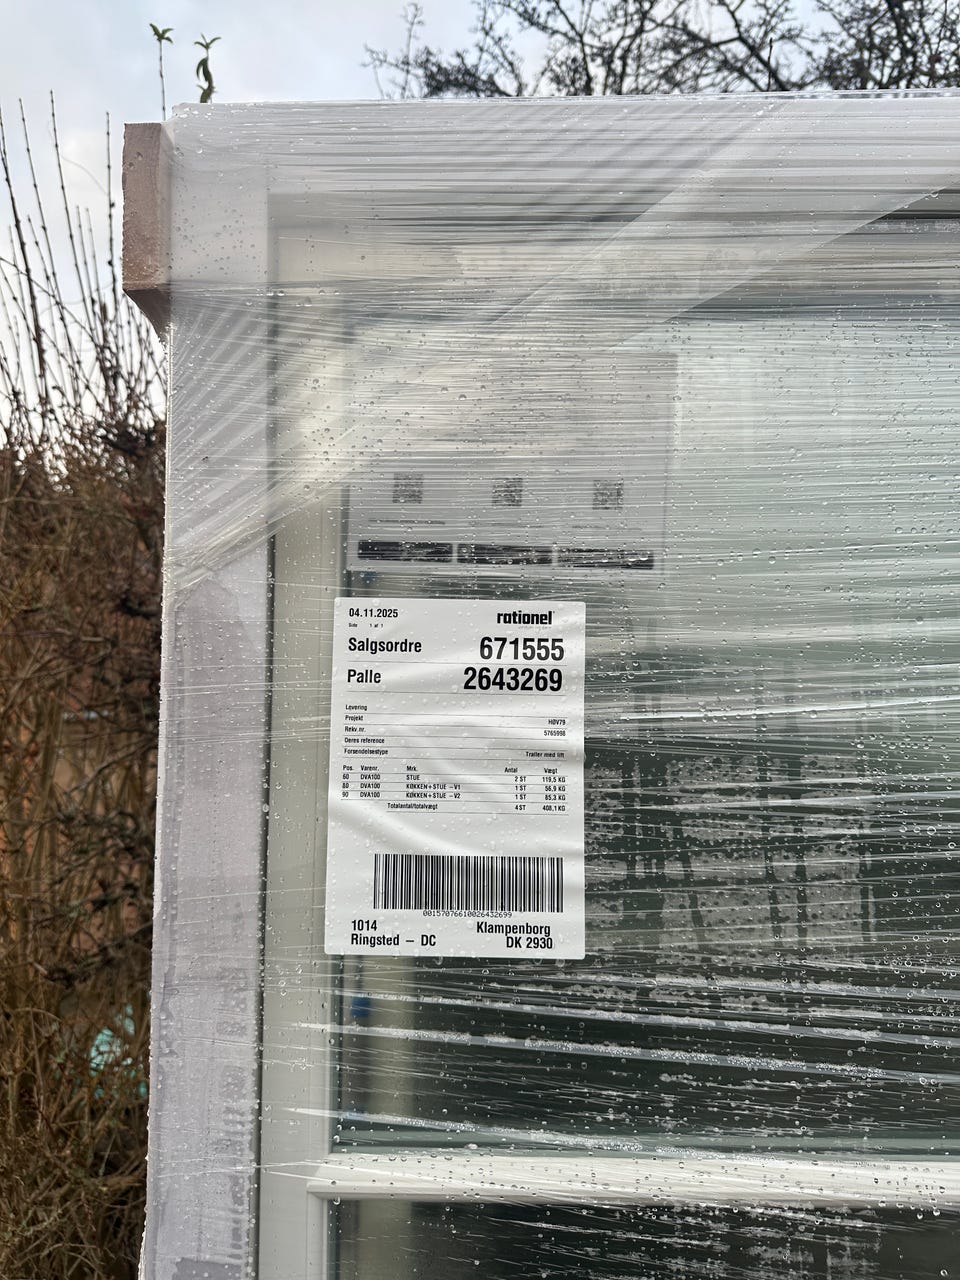 04.11.2025 rationel
Side 1 af 1
Salgsordre 671555
Palle 2643269
Levering
Projekt HØV79
Rekv.nr. 5765998
Deres reference
Forsendelsestype Trailer med lift
Pos. Varenr. Mrk. Antal Vægt
60 DVA100 STUE 2 ST 119,5 KG
80 DVA100 KØKKEN+STUE -V1 1 ST 56,9 KG
90 DVA100 KØKKEN+STUE -V2 1 ST 85,3 KG
Totalantal/totalvægt 4 ST 408,1 KG
00157076610026432699
1014 Klampenborg
Ringsted - DC DK 2930